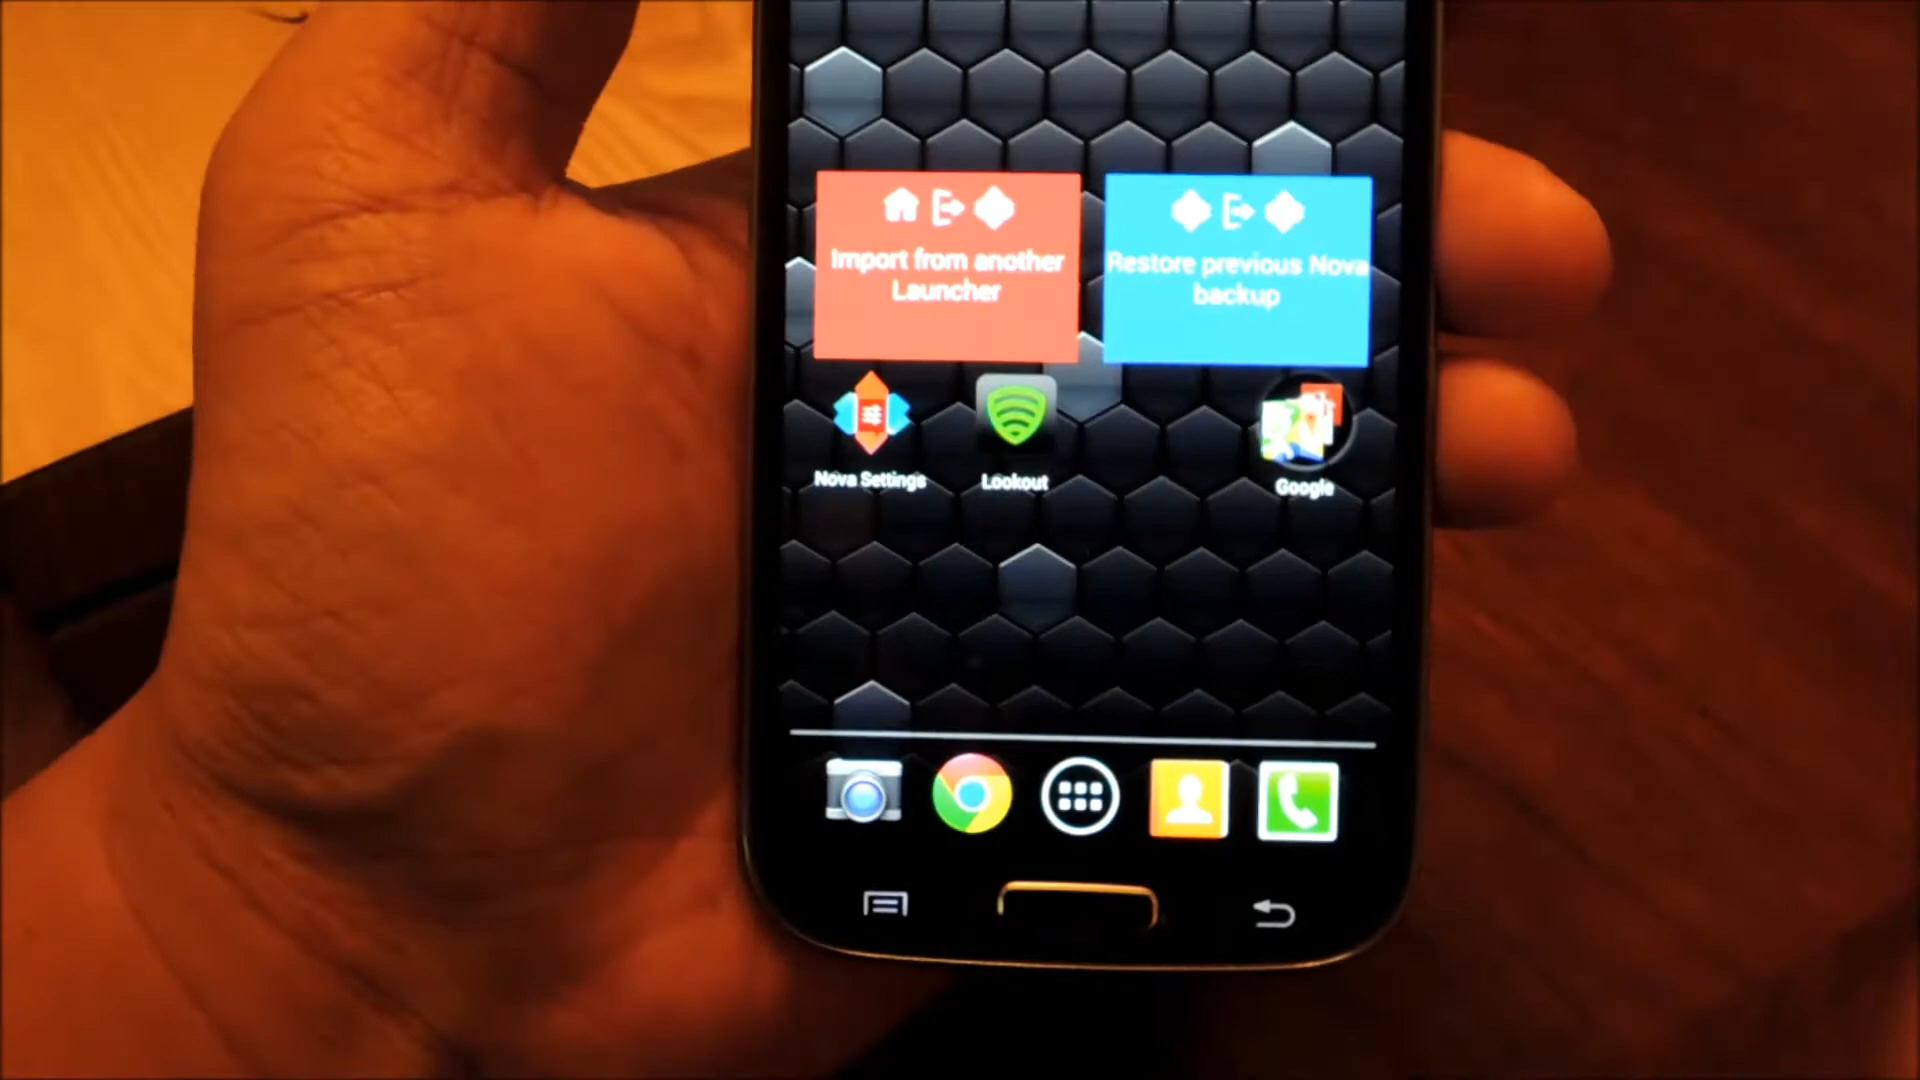 Import from another
Launcher
Restore previous Nova
backup
Nova Settings
Lookout
Google